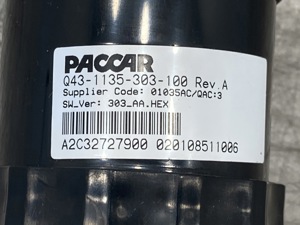 PACCAR
Q43-1135-303-100 Rev.A
Supplier Code: 01035AC/QAC:3
SW_Ver: 303_AA.HEX
A2C32727900 020108511006